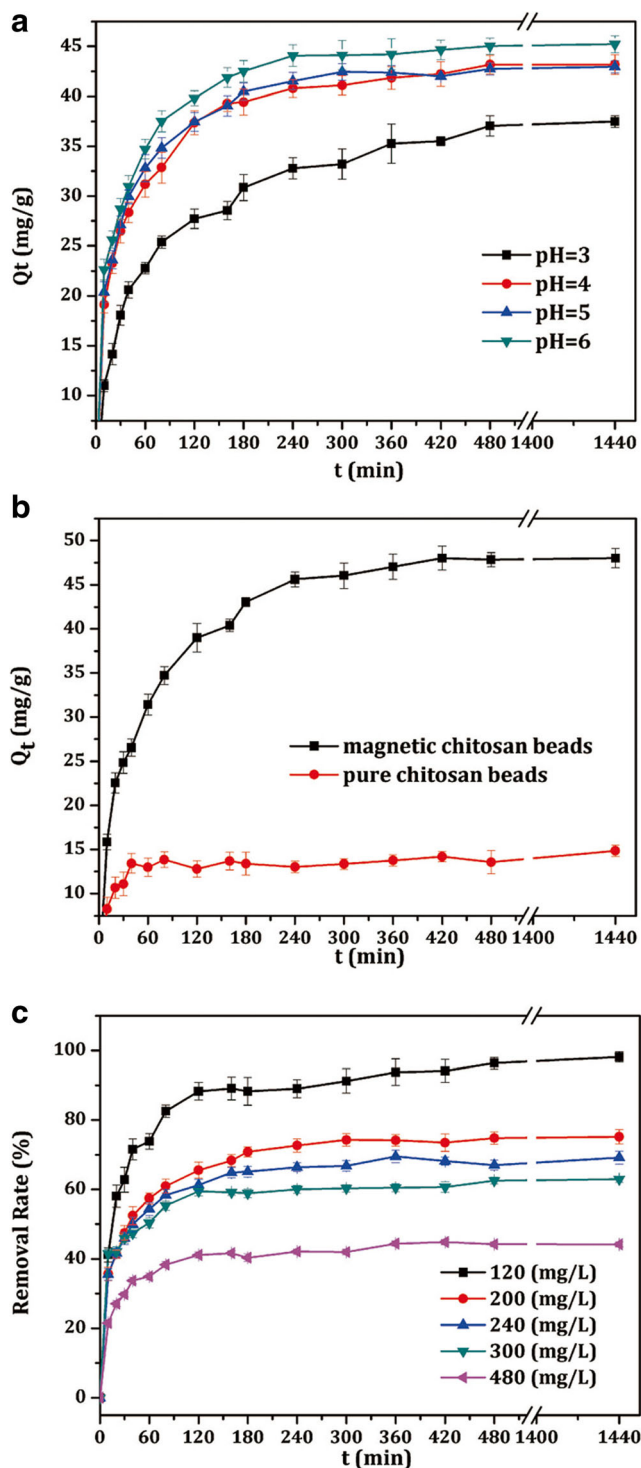 a
45
40
35
30
25
20
15
10
Qt (mg/g)
pH=3
pH=4
pH=5
pH=6
0 60 120 180 240 300 360 420 480 1400 1440
t (min)
b
50
45
40
35
30
25
20
15
10
Qt (mg/g)
magnetic chitosan beads
pure chitosan beads
0 60 120 180 240 300 360 420 480 1400 1440
t (min)
c
100
80
60
40
20
0
Removal Rate (%)
120 (mg/L)
200 (mg/L)
240 (mg/L)
300 (mg/L)
480 (mg/L)
0 60 120 180 240 300 360 420 480 1400 1440
t (min)